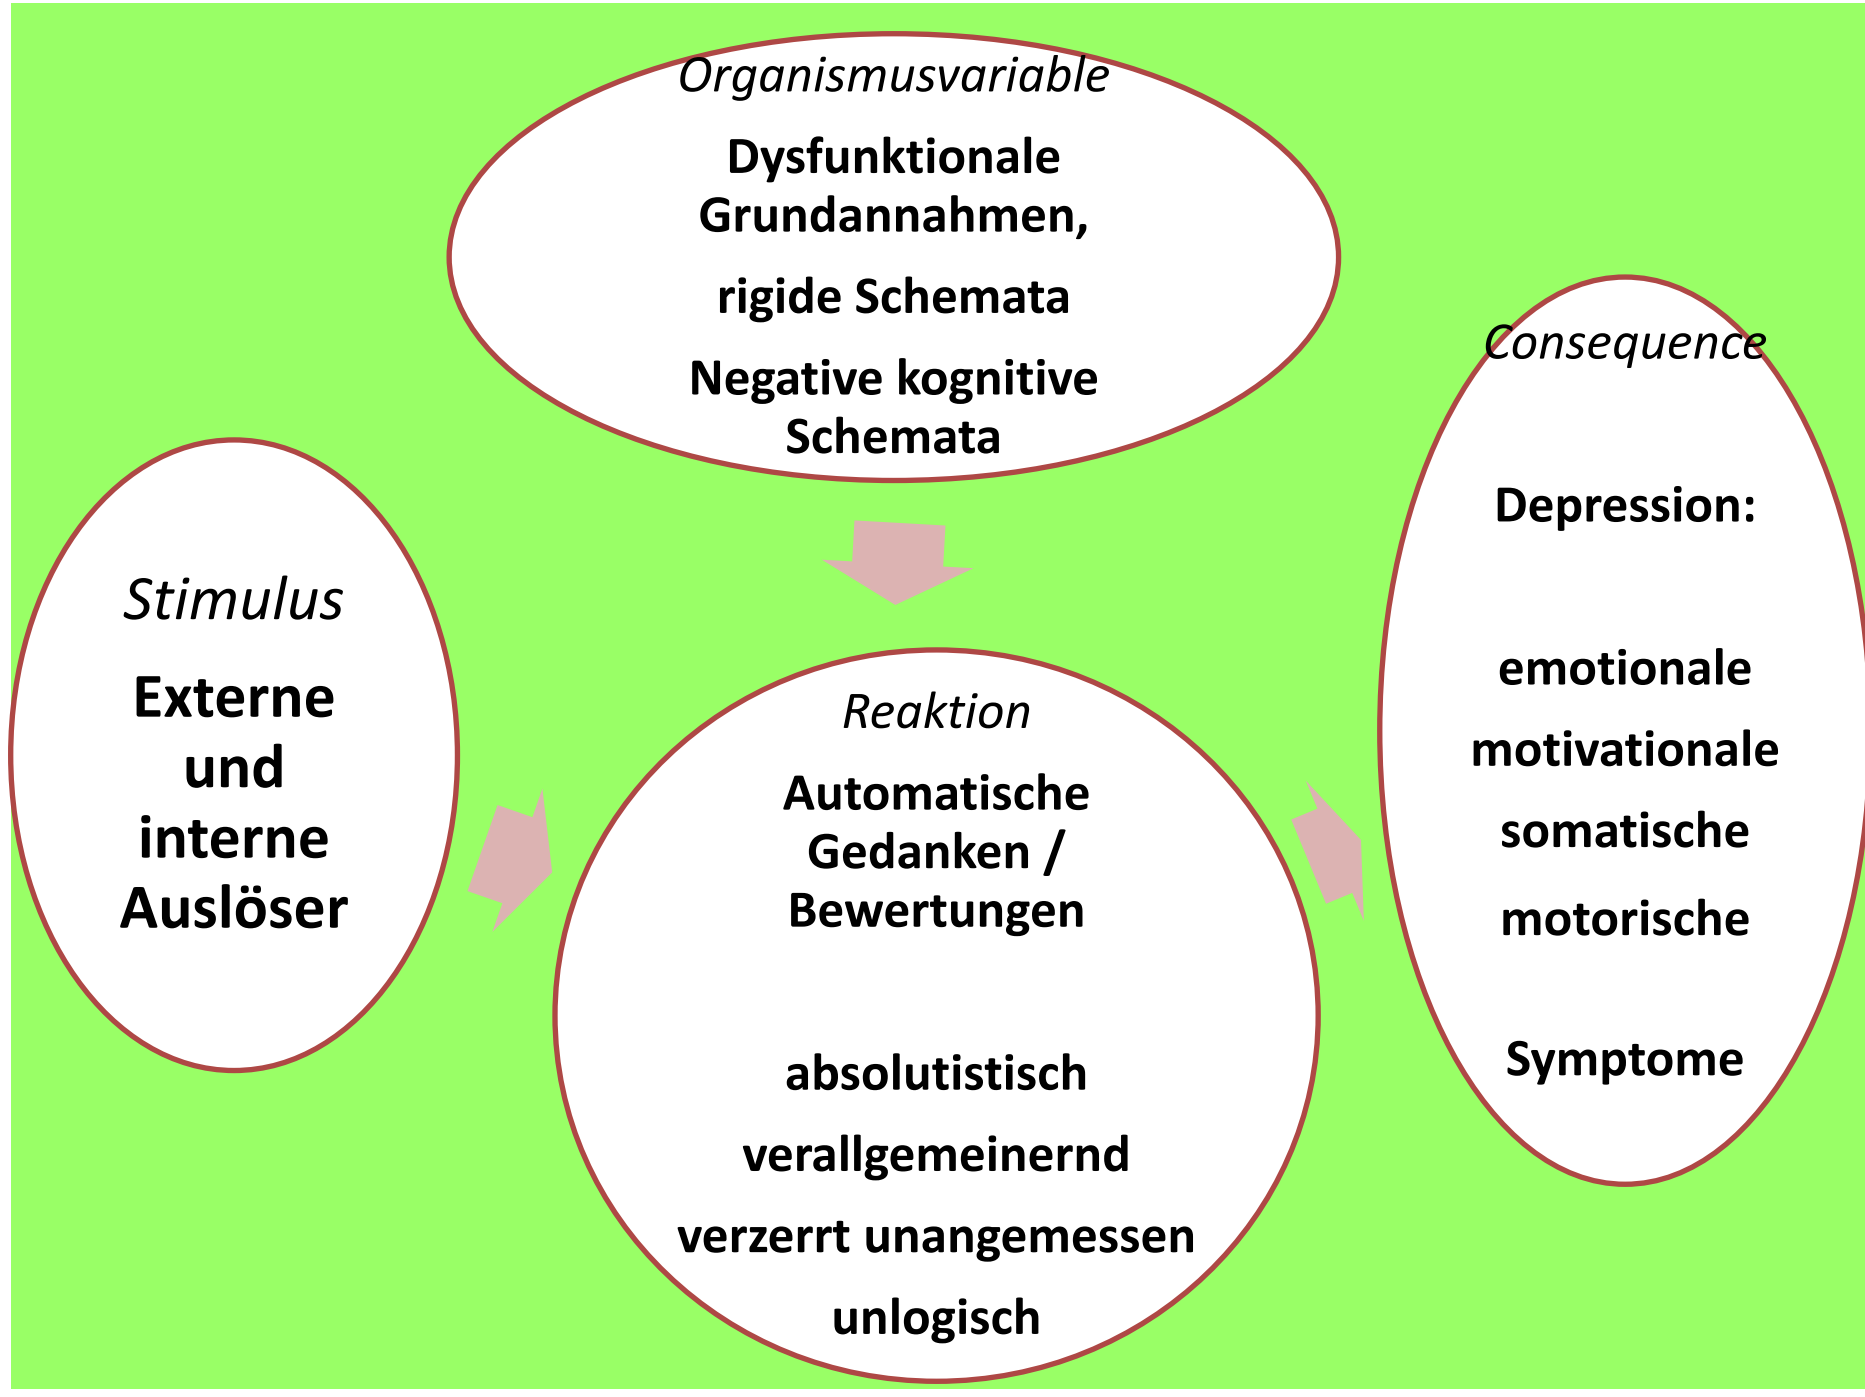 Organismusvariable
Dysfunktionale
Grundannahmen,
rigide Schemata
Negative kognitive
Schemata
Stimulus
Externe
und
interne
Auslöser
Reaktion
Automatische
Gedanken /
Bewertungen
absolutistisch
verallgemeinernd
verzerrt unangemessen
unlogisch
Consequence
Depression:
emotionale
motivationale
somatische
motorische
Symptome